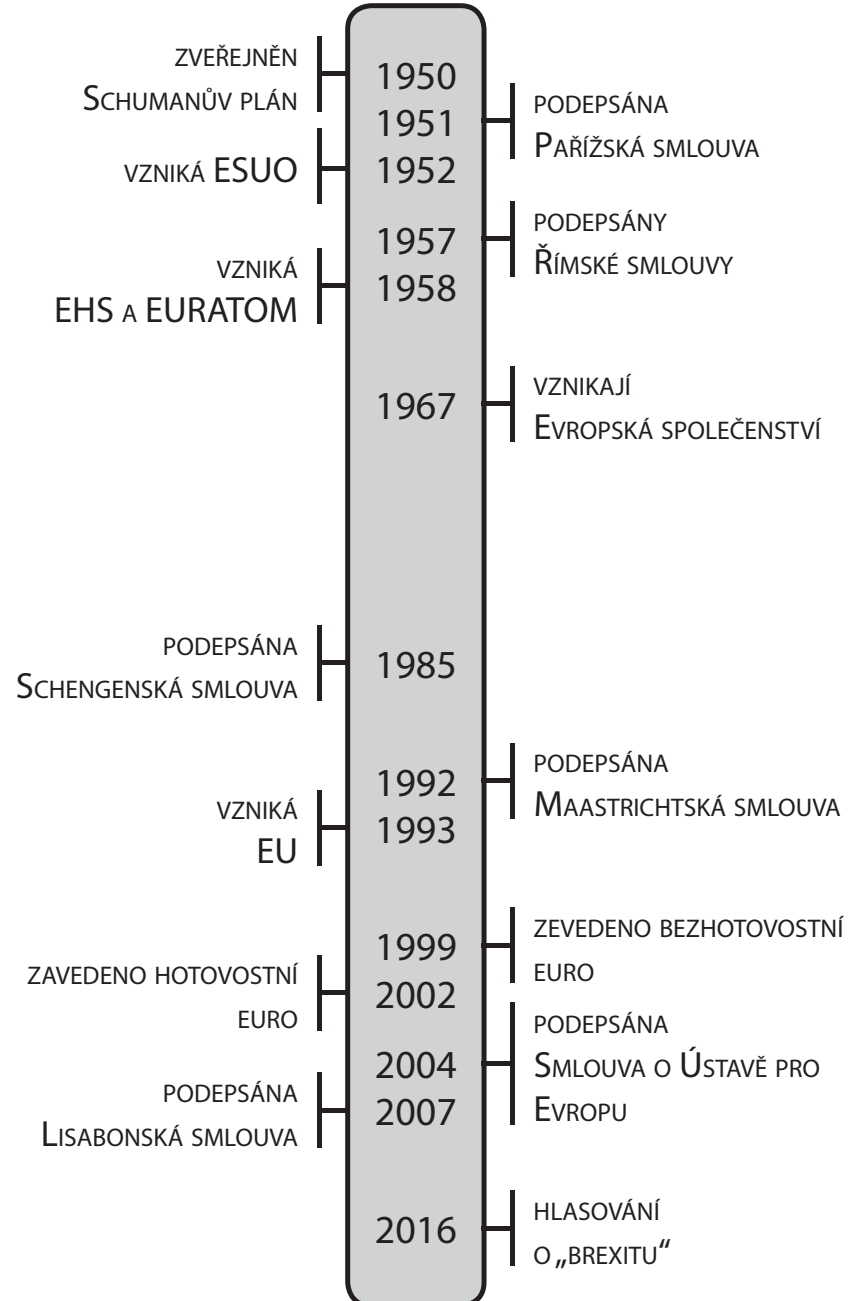 ZVEŘEJNĚN
SCHUMANŮV PLÁN
1950
1951
PODEPSÁNA
PAŘÍŽSKÁ SMLOUVA
VZNIKÁ ESUO
1952
1957
PODEPSÁNY
ŘÍMSKÉ SMLOUVY
VZNIKÁ
EHS A EURATOM
1958
1967
VZNIKAJÍ
EVROPSKÁ SPOLEČENSTVÍ
PODEPSÁNA
SCHENGENSKÁ SMLOUVA
1985
1992
PODEPSÁNA
MAASTRICHTSKÁ SMLOUVA
VZNIKÁ
EU
1993
1999
ZEVEDENO BEZHOTOVOSTNÍ
EURO
ZAVEDENO HOTOVOSTNÍ
EURO
2002
2004
PODEPSÁNA
SMLOUVA O ÚSTAVĚ PRO
EVROPU
PODEPSÁNA
LISABONSKÁ SMLOUVA
2007
2016
HLASOVÁNÍ
O „BREXITU“